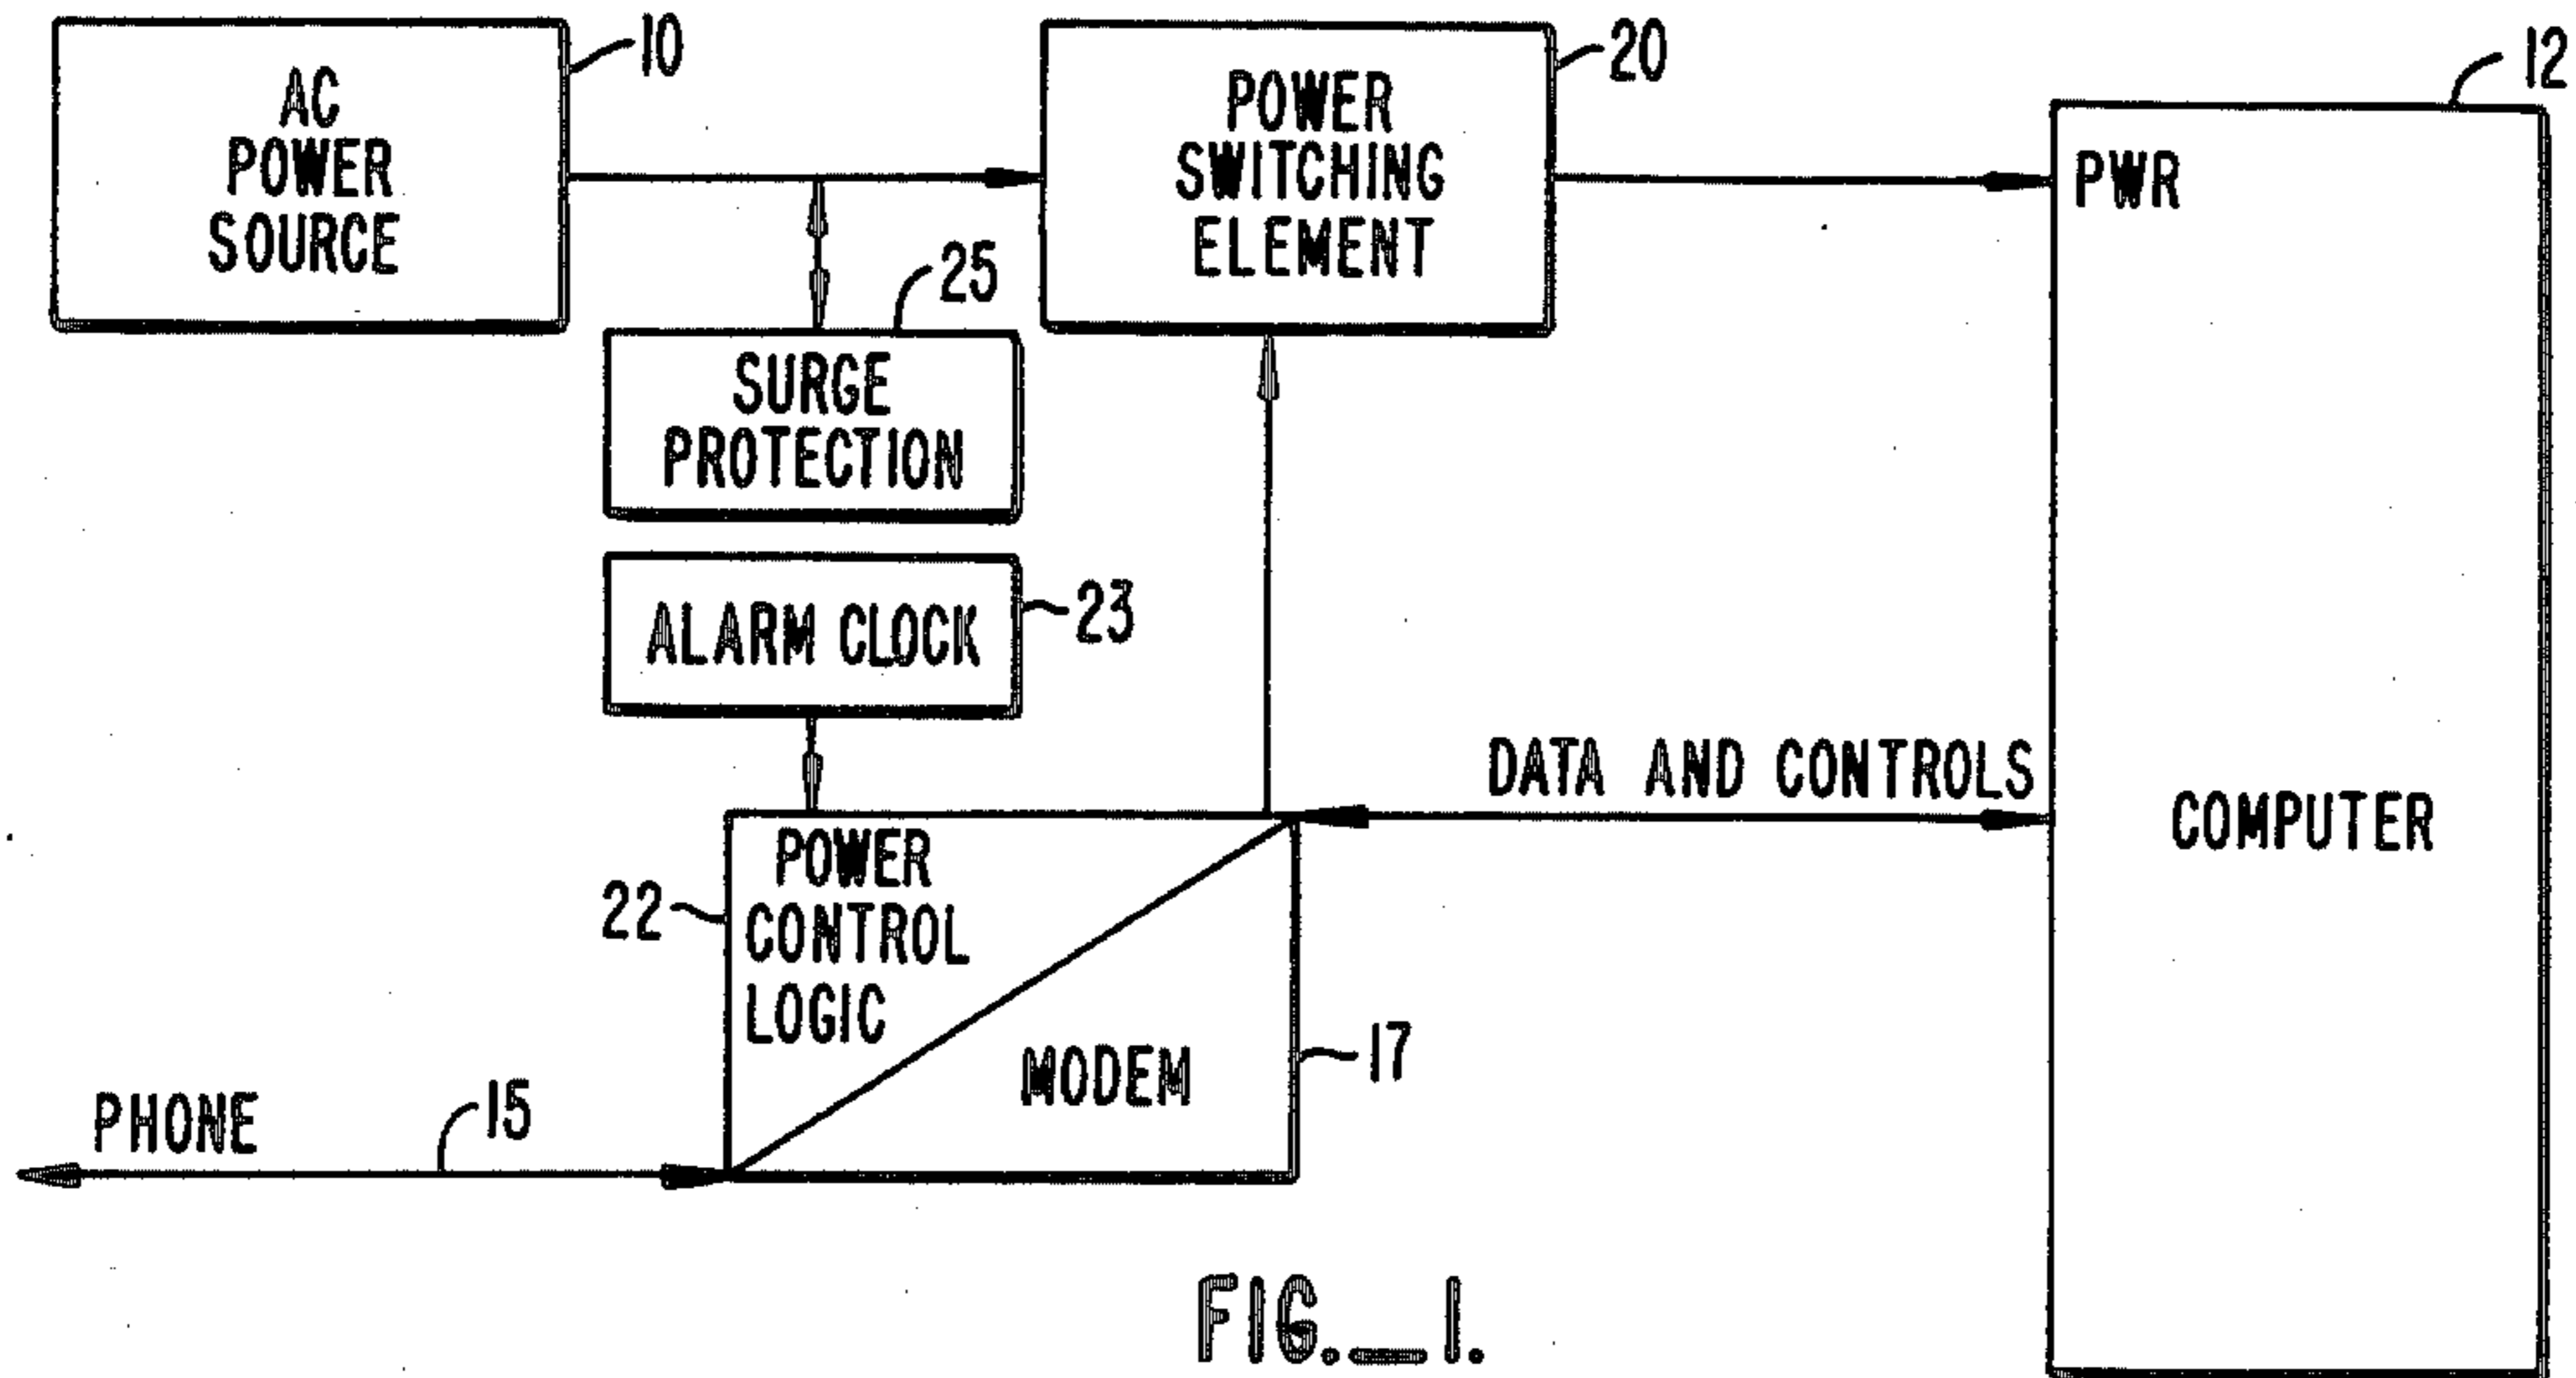 AC
POWER
SOURCE
10
POWER
SWITCHING
ELEMENT
20
12
PWR
COMPUTER
25
SURGE
PROTECTION
ALARM CLOCK
23
DATA AND CONTROLS
22
POWER
CONTROL
LOGIC
MODEM
17
PHONE
15
FIG._1.